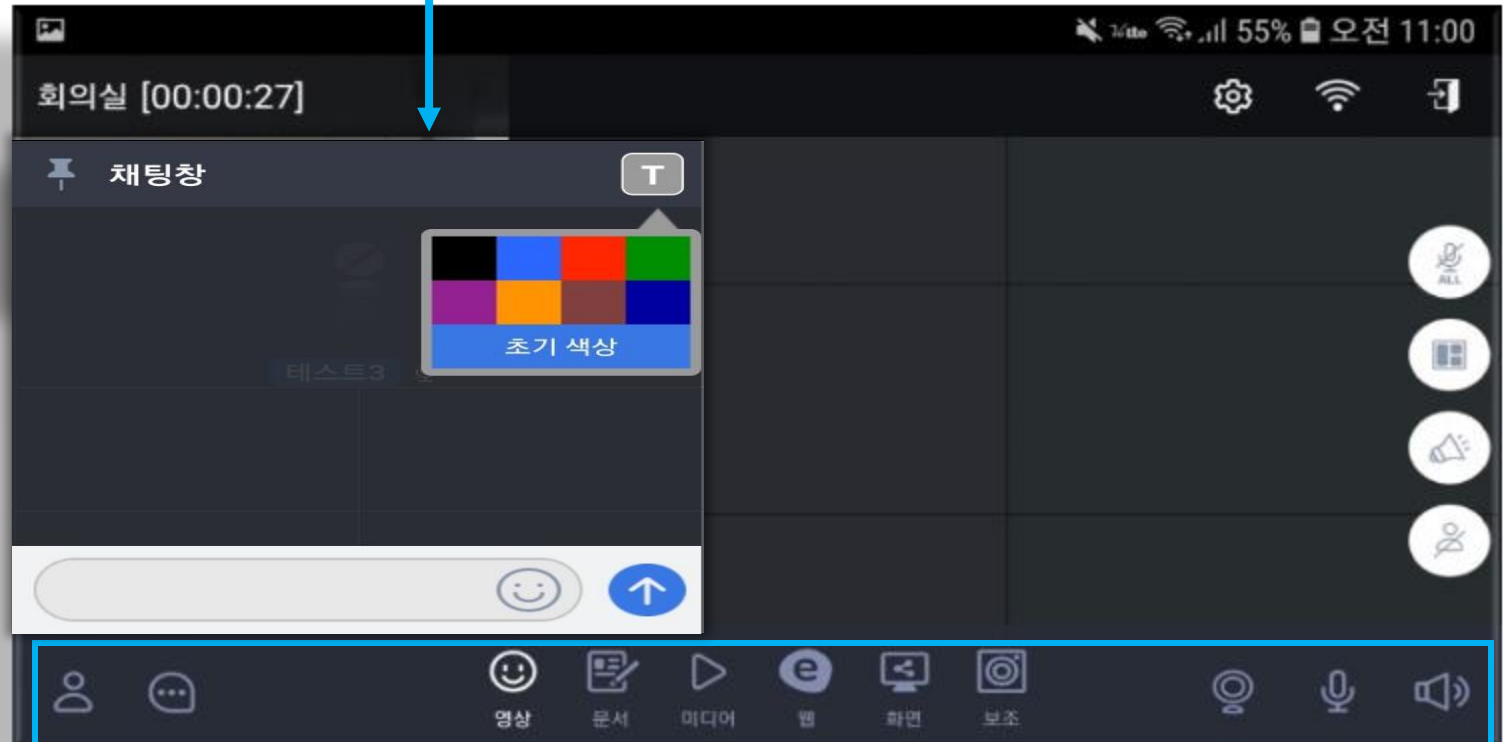 55% 오전 11:00
회의실 [00:00:27]
채팅창 T
초기 색상
테스트3
ALL
영상 문서 미디어 웹 화면 보조